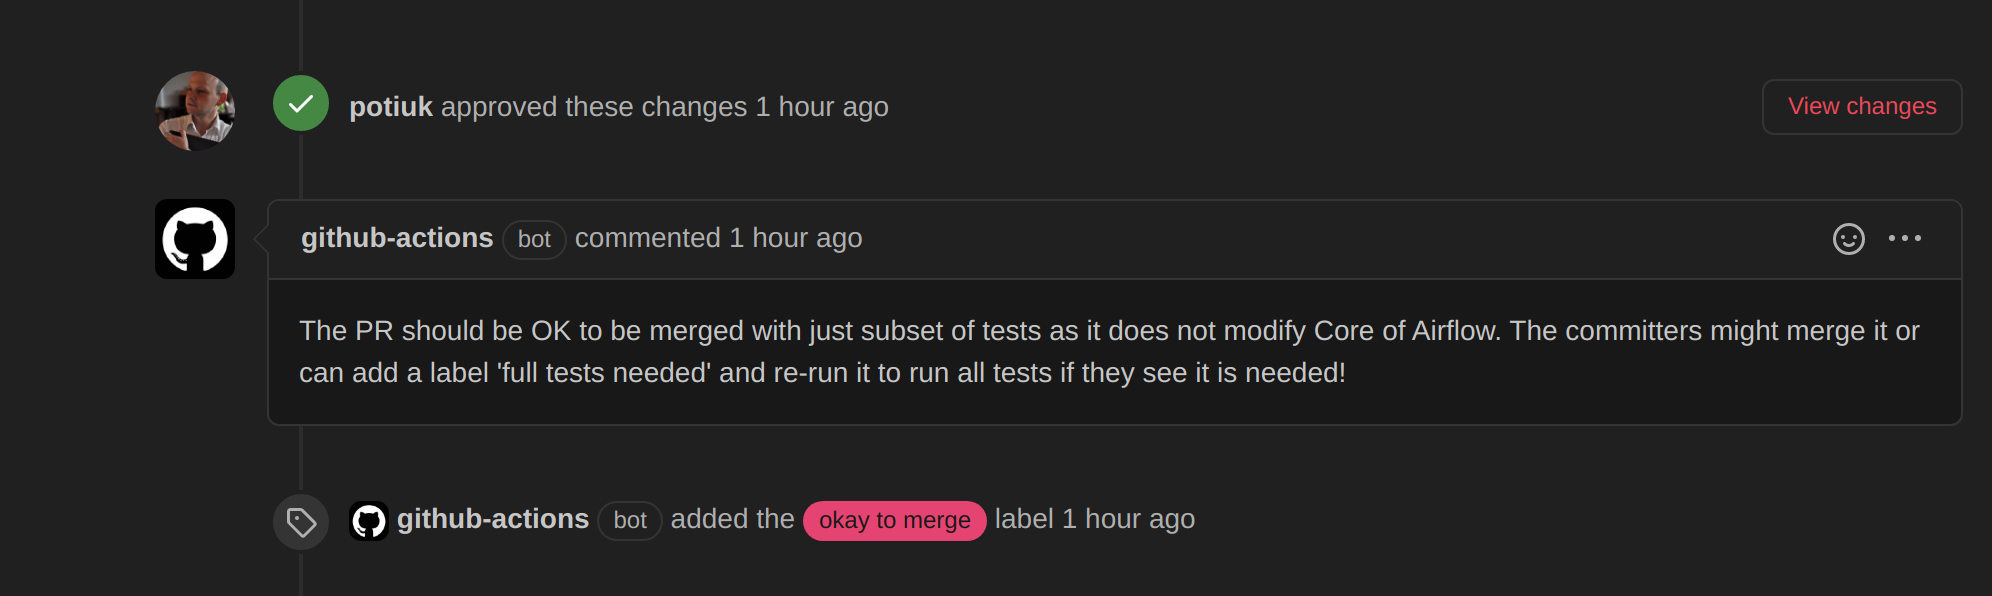 potiuk approved these changes 1 hour ago
View changes
github-actions bot commented 1 hour ago
The PR should be OK to be merged with just subset of tests as it does not modify Core of Airflow. The committers might merge it or
can add a label 'full tests needed' and re-run it to run all tests if they see it is needed!
github-actions bot added the okay to merge label 1 hour ago